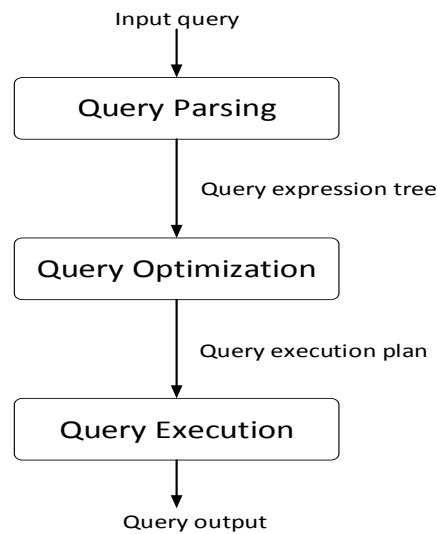 Input query
Query Parsing
Query expression tree
Query Optimization
Query execution plan
Query Execution
Query output